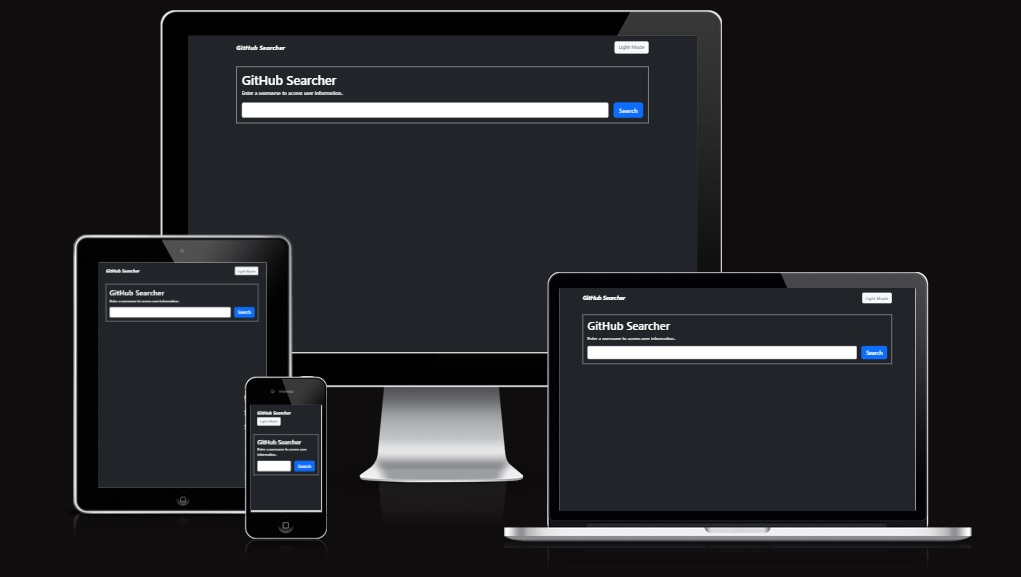 GitHub Searcher
Light Mode
GitHub Searcher
Enter a username to access user information.
Search
GitHub Searcher
Light Mode
GitHub Searcher
Enter a username to access user information.
Search
GitHub Searcher
Light Mode
GitHub Searcher
Enter a username to access user
information.
Search
GitHub Searcher
Light Mode
GitHub Searcher
Enter a username to access user information.
Search